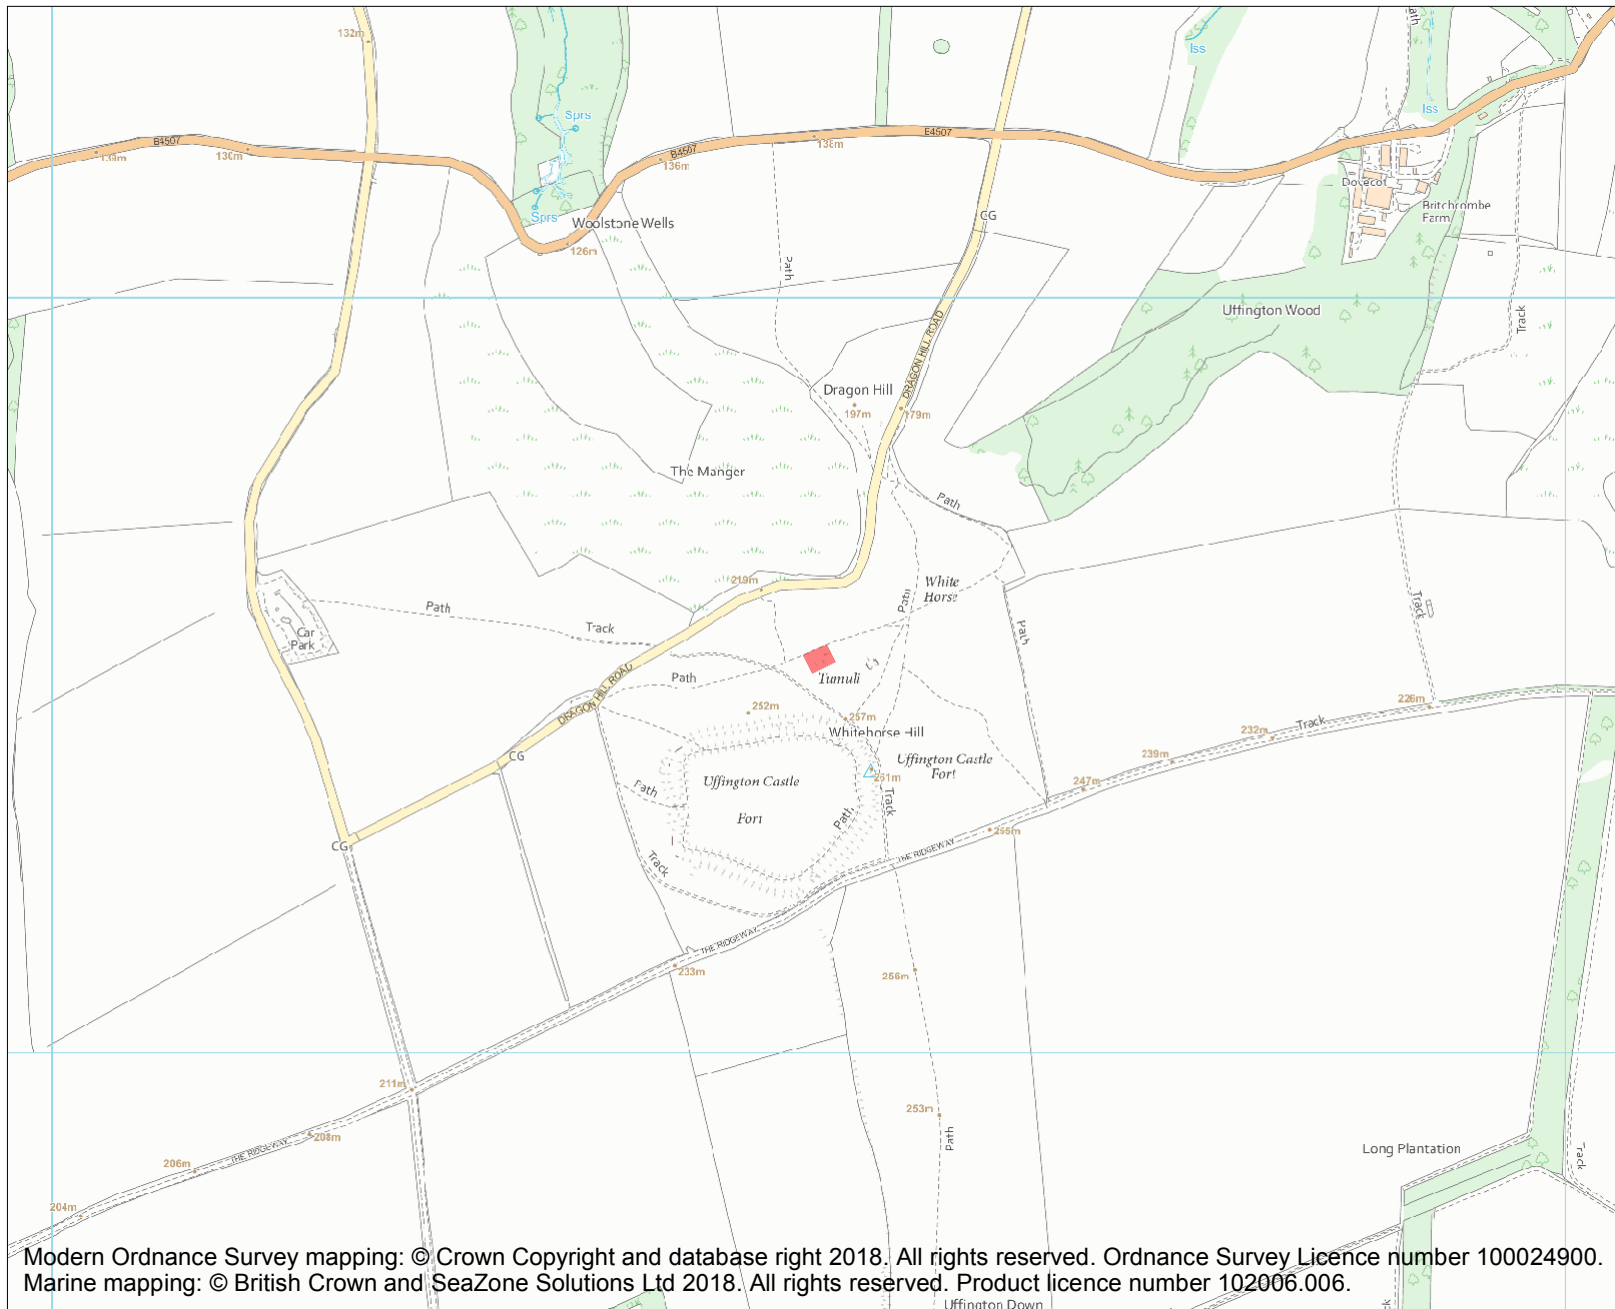 132m
Path
Iss
Iss
Sprs
B4507
134m
130m
B4507
136m
138m
E4507
Dovecot
Britchcombe
Farm
Sprs
Woolstone Wells
126m
CG
Path
Uffington Wood
Track
DRAGON HILL ROAD
Dragon Hill
197m
179m
The Manger
Path
219m
White
Horse
Path
Path
Track
Car
Park
Path
Track
Path
Tumuli
DRAGON HILL ROAD
252m
257m
Whitehorse Hill
226m
Track
232m
239m
CG
Uffington Castle
Fort
Uffington Castle
Fort
261m
247m
Path
Path
Track
CG
255m
THE RIDGEWAY
Track
THE RIDGEWAY
233m
256m
211m
253m
Path
208m
THE RIDGEWAY
206m
Long Plantation
Track
204m
Modern Ordnance Survey mapping: © Crown Copyright and database right 2018. All rights reserved. Ordnance Survey Licence number 100024900.
Marine mapping: © British Crown and SeaZone Solutions Ltd 2018. All rights reserved. Product licence number 102006.006.
Uffington Down